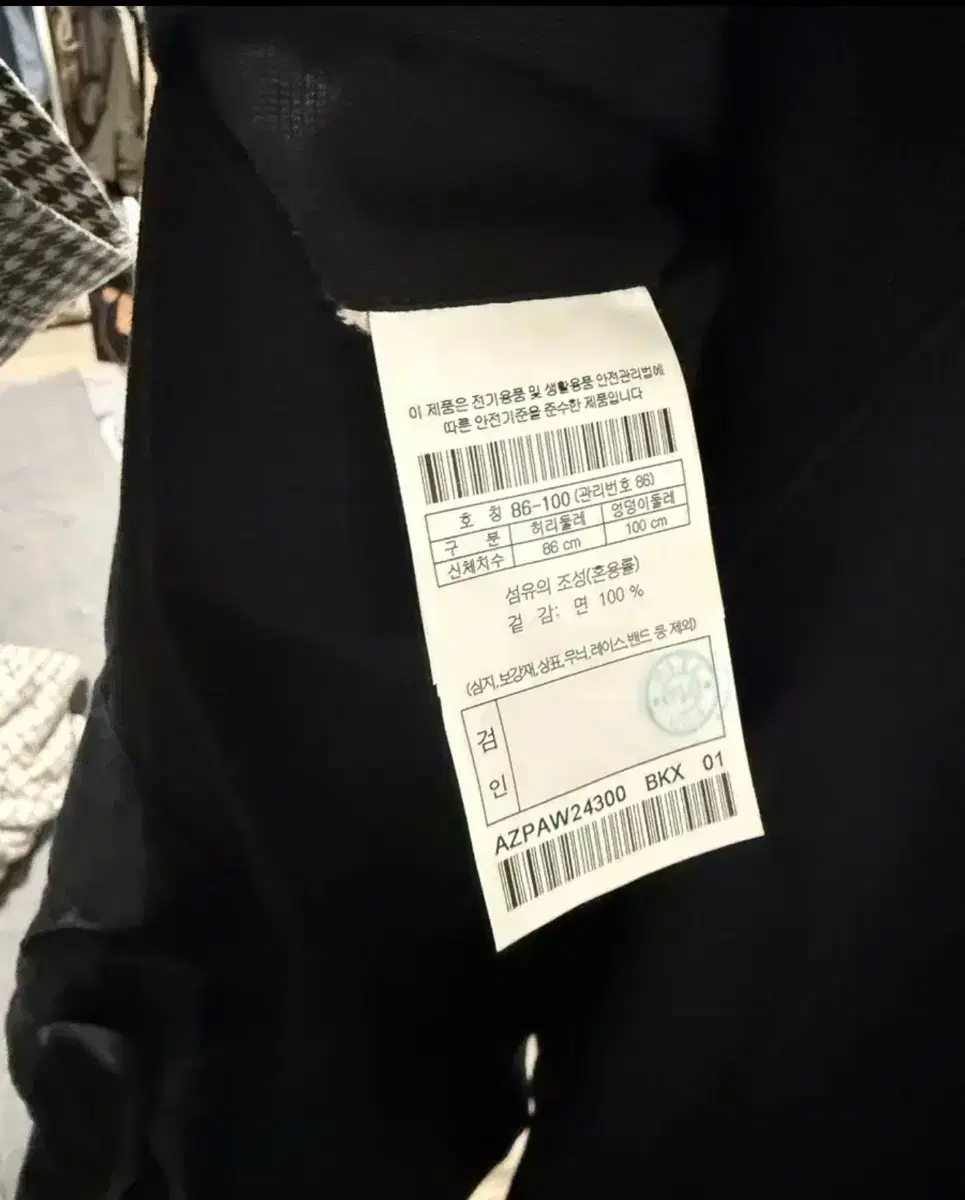 이 제품은 전기용품 및 생활용품 안전관리법에
따른 안전기준을 준수한 제품입니다
호 칭 86-100 (관리번호 86)
구 분 허리둘레 엉덩이둘레
신체치수 86 cm 100 cm
섬유의 조성(혼용률)
겉 감: 면 100 %
(심지,보강재,상표,무늬,레이스,밴드 등 제외)
검
인
AZPAW24300 BKX 01